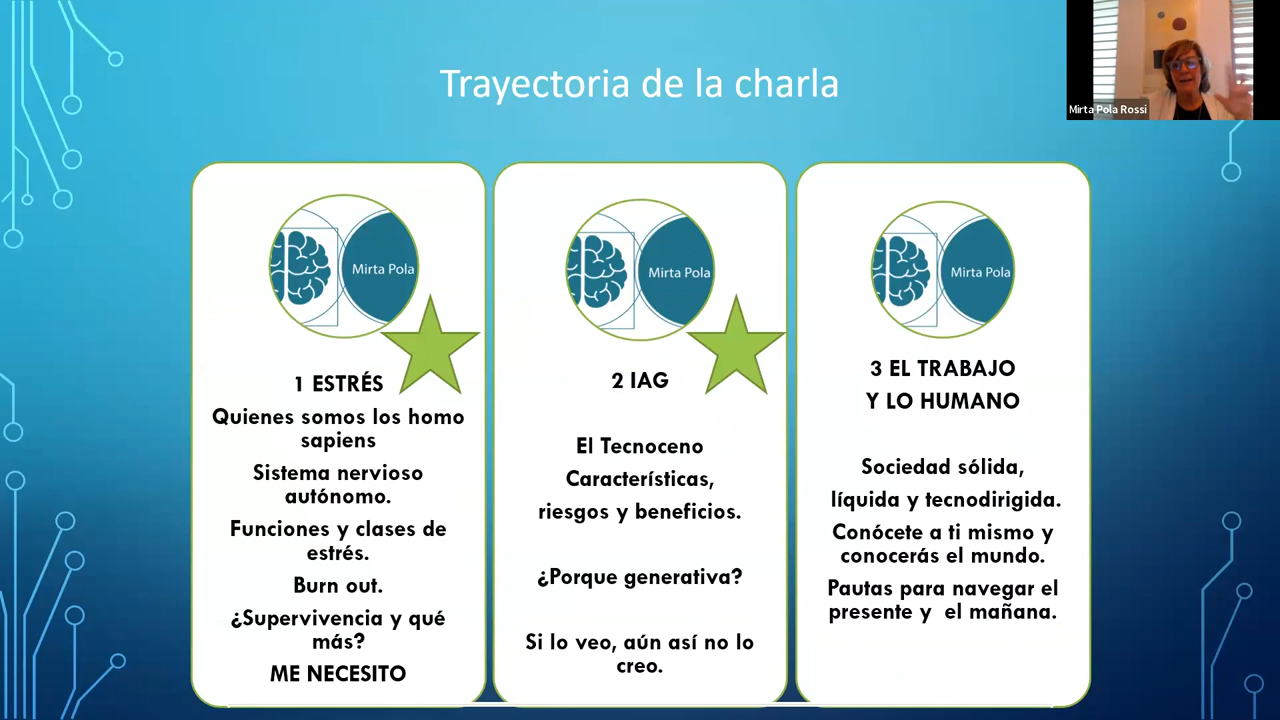 Trayectoria de la charla
Mirta Pola Rossi
Mirta Pola
1 ESTRÉS
Quienes somos los homo
sapiens
Sistema nervioso
autónomo.
Funciones y clases de
estrés.
Burn out.
¿Supervivencia y qué
más?
ME NECESITO
Mirta Pola
2 IAG
El Tecnoceno
Características,
riesgos y beneficios.
¿Porque generativa?
Si lo veo, aún así no lo
creo.
Mirta Pola
3 EL TRABAJO
Y LO HUMANO
Sociedad sólida,
líquida y tecnodirigida.
Conócete a ti mismo y
conocerás el mundo.
Pautas para navegar el
presente y el mañana.